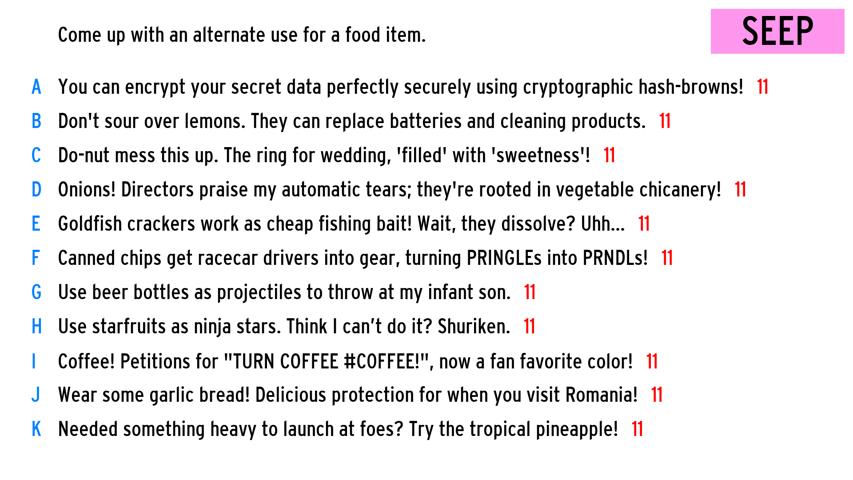 Come up with an alternate use for a food item.
SEEP
A You can encrypt your secret data perfectly securely using cryptographic hash-browns! 11
B Don't sour over lemons. They can replace batteries and cleaning products. 11
C Do-nut mess this up. The ring for wedding, 'filled' with 'sweetness'! 11
D Onions! Directors praise my automatic tears; they're rooted in vegetable chicanery! 11
E Goldfish crackers work as cheap fishing bait! Wait, they dissolve? Uhh... 11
F Canned chips get racecar drivers into gear, turning PRINGLEs into PRNDLs! 11
G Use beer bottles as projectiles to throw at my infant son. 11
H Use starfruits as ninja stars. Think I can’t do it? Shuriken. 11
I Coffee! Petitions for "TURN COFFEE #COFFEE!", now a fan favorite color! 11
J Wear some garlic bread! Delicious protection for when you visit Romania! 11
K Needed something heavy to launch at foes? Try the tropical pineapple! 11